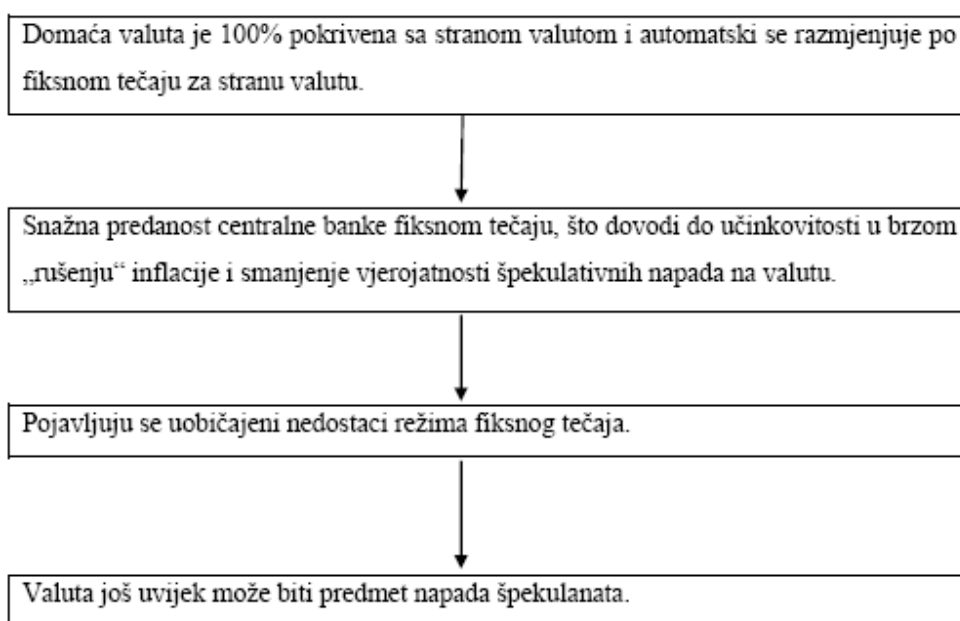 Domaća valuta je 100% pokrivena sa stranom valutom i automatski se razmjenjuje po
fiksnom tečaju za stranu valutu.
Snažna predanost centralne banke fiksnom tečaju, što dovodi do učinkovitosti u brzom
„rušenju“ inflacije i smanjenje vjerojatnosti špekulativnih napada na valutu.
Pojavljuju se uobičajeni nedostaci režima fiksnog tečaja.
Valuta još uvijek može biti predmet napada špekulanata.